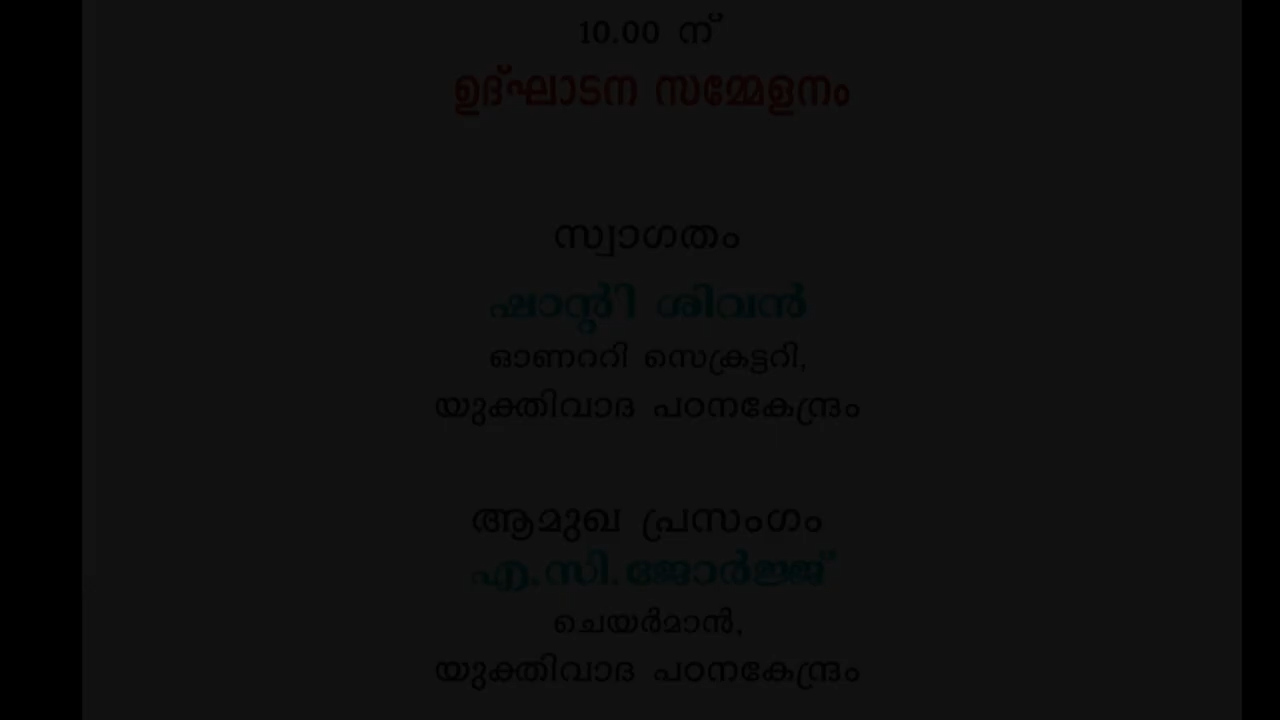 10.00 ന്
ഉദ്ഘാടന സമ്മേളനം
സ്വാഗതം
ഷാന്റി ശിവൻ
ഓണററി സെക്രട്ടറി,
യുക്തിവാദ പഠനകേന്ദ്രം
ആമുഖ പ്രസംഗം
എ.സി.ജോർജ്ജ്
ചെയർമാൻ,
യുക്തിവാദ പഠനകേന്ദ്രം